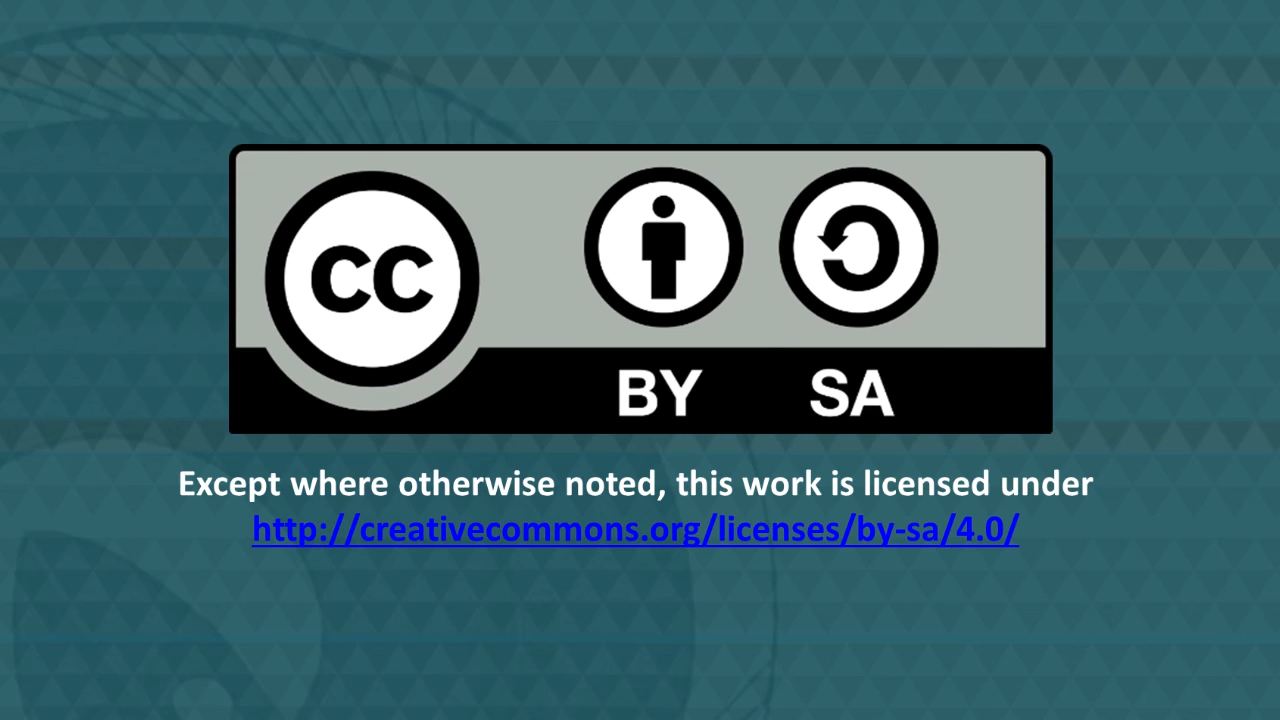 CC
BY SA
Except where otherwise noted, this work is licensed under
http://creativecommons.org/licenses/by-sa/4.0/